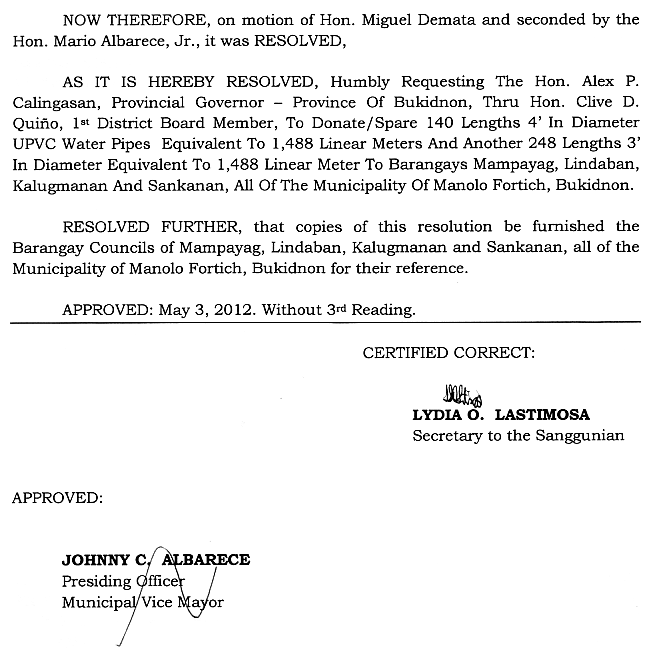 NOW THEREFORE, on motion of Hon. Miguel Demata and seconded by the
Hon. Mario Albarece, Jr., it was RESOLVED,
AS IT IS HEREBY RESOLVED, Humbly Requesting The Hon. Alex P.
Calingasan, Provincial Governor – Province Of Bukidnon, Thru Hon. Clive D.
Quiño, 1st District Board Member, To Donate/Spare 140 Lengths 4' In Diameter
UPVC Water Pipes Equivalent To 1,488 Linear Meters And Another 248 Lengths 3'
In Diameter Equivalent To 1,488 Linear Meter To Barangays Mampayag, Lindaban,
Kalugmanan And Sankanan, All Of The Municipality Of Manolo Fortich, Bukidnon.
RESOLVED FURTHER, that copies of this resolution be furnished the
Barangay Councils of Mampayag, Lindaban, Kalugmanan and Sankanan, all of the
Municipality of Manolo Fortich, Bukidnon for their reference.
APPROVED: May 3, 2012. Without 3rd Reading.
CERTIFIED CORRECT:
LYDIA O. LASTIMOSA
Secretary to the Sanggunian
APPROVED:
JOHNNY C. ALBARECE
Presiding Officer
Municipal Vice Mayor